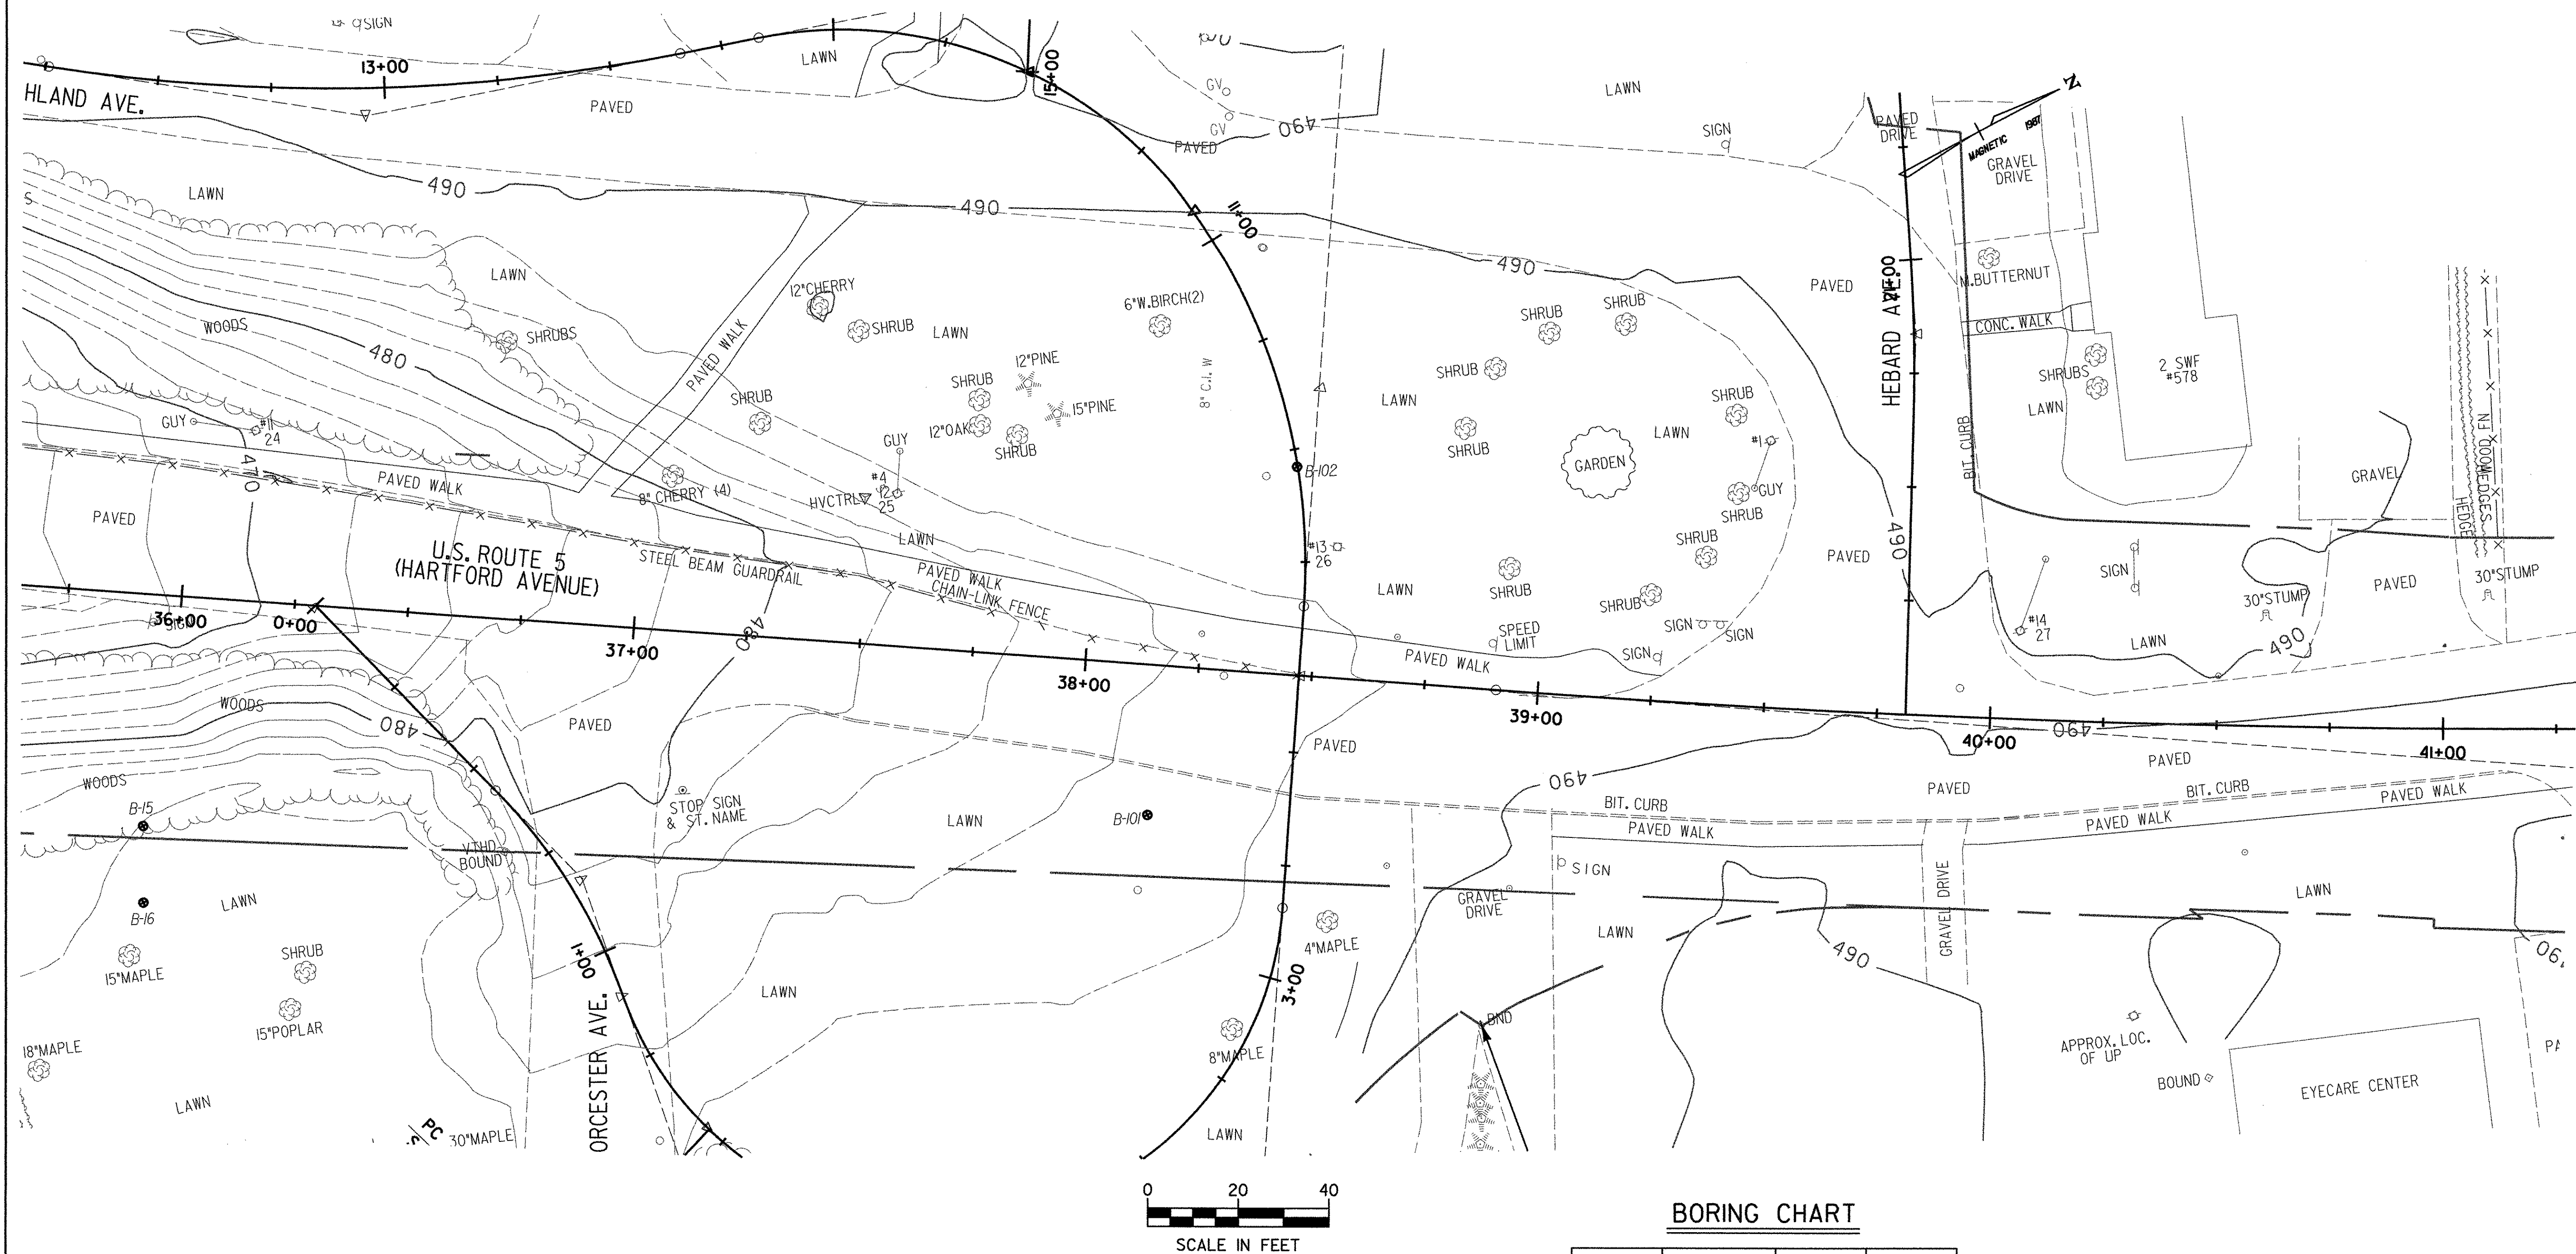 SIGN
LAWN
13+00
15+00
HLAND AVE.
PAVED
GV
GV
490
PAVED
LAWN
SIGN
PAVED
DRIVE
N
MAGNETIC
1987
GRAVEL
DRIVE
LAWN
490
490
11+00
S
LAWN
490
PAVED
HEBARD AVE.
21+00
M.BUTTERNUT
CONC. WALK
12"CHERRY
SHRUB
LAWN
6"W.BIRCH(2)
SHRUB
SHRUB
WOODS
SHRUBS
480
PAVED WALK
12"PINE
SHRUB
15"PINE
8" C.I. W
SHRUB
LAWN
SHRUBS
2 SWF
#578
LAWN
SHRUB
SHRUB
12"OAK
SHRUB
SHRUB
LAWN
#1
GUY
#11
24
GUY
BIT. CURB
470
PAVED WALK
8" CHERRY (4)
HVCTRL
#4
12
25
B-102
GARDEN
GUY
SHRUB
GRAVEL
HEDGE
WOOD EDGES
NF
PAVED
LAWN
SHRUB
490
PAVED
U.S. ROUTE 5
(HARTFORD AVENUE)
STEEL BEAM GUARDRAIL
PAVED WALK
CHAIN-LINK FENCE
#13
26
LAWN
SHRUB
SHRUB
SIGN
PAVED
30"STUMP
30"STUMP
SIGN
36+00
0+00
37+00
480
SPEED
LIMIT
SIGN
SIGN
SIGN
PAVED WALK
#14
27
LAWN
490
38+00
39+00
40+00
490
41+00
WOODS
480
PAVED
PAVED
PAVED
490
PAVED
WOODS
B-15
STOP SIGN
& ST. NAME
LAWN
B-101
BIT. CURB
PAVED WALK
BIT. CURB
PAVED WALK
PAVED WALK
VTHD
BOUND
SIGN
GRAVEL
DRIVE
GRAVEL DRIVE
LAWN
B-16
LAWN
15"MAPLE
SHRUB
1+00
LAWN
4"MAPLE
LAWN
490
490
3+00
15"POPLAR
ORCESTER AVE.
18"MAPLE
8"MAPLE
BND
APPROX. LOC.
OF UP
PA
LAWN
BOUND
EYECARE CENTER
PC
30"MAPLE
LAWN
0 20 40
SCALE IN FEET
BORING CHART